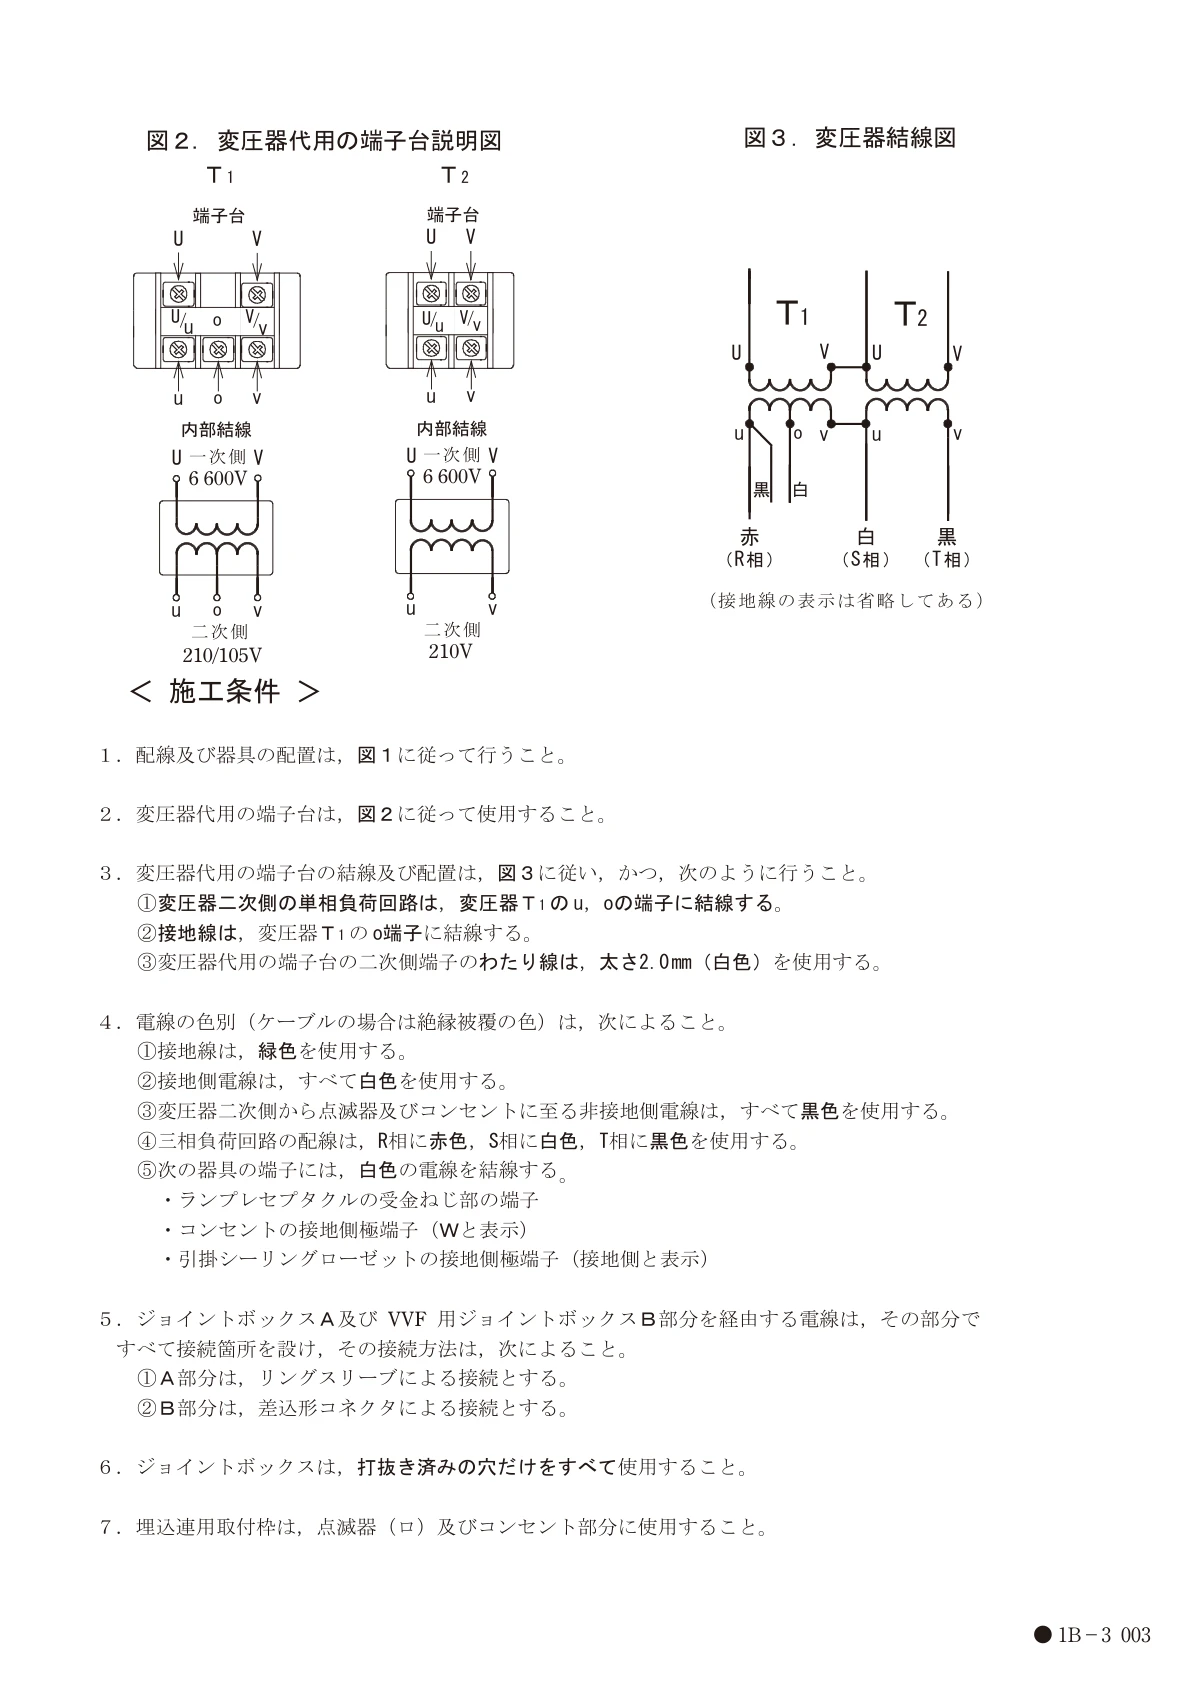 図２．変圧器代用の端子台説明図
T1
T2
端子台
U V
U/u o V/v
u o v
内部結線
U 一次側 V
6 600V
u o v
二次側
210/105V
端子台
U V
U/u V/v
u v
内部結線
U 一次側 V
6 600V
u v
二次側
210V
図３．変圧器結線図
T1 T2
U V U V
u o v u v
黒 白
赤 白 黒
（R相） （S相） （T相）
（接地線の表示は省略してある）
＜ 施工条件 ＞
１．配線及び器具の配置は，図１に従って行うこと。
２．変圧器代用の端子台は，図２に従って使用すること。
３．変圧器代用の端子台の結線及び配置は，図３に従い，かつ，次のように行うこと。
①変圧器二次側の単相負荷回路は，変圧器T1のu，oの端子に結線する。
②接地線は，変圧器T1のo端子に結線する。
③変圧器代用の端子台の二次側端子のわたり線は，太さ2.0mm（白色）を使用する。
４．電線の色別（ケーブルの場合は絶縁被覆の色）は，次によること。
①接地線は，緑色を使用する。
②接地側電線は，すべて白色を使用する。
③変圧器二次側から点滅器及びコンセントに至る非接地側電線は，すべて黒色を使用する。
④三相負荷回路の配線は，R相に赤色，S相に白色，T相に黒色を使用する。
⑤次の器具の端子には，白色の電線を結線する。
・ランプレセプタクルの受金ねじ部の端子
・コンセントの接地側極端子（Wと表示）
・引掛シーリングローゼットの接地側極端子（接地側と表示）
５．ジョイントボックスＡ及び VVF 用ジョイントボックスＢ部分を経由する電線は，その部分で
すべて接続箇所を設け，その接続方法は，次によること。
①Ａ部分は，リングスリーブによる接続とする。
②Ｂ部分は，差込形コネクタによる接続とする。
６．ジョイントボックスは，打抜き済みの穴だけをすべて使用すること。
７．埋込連用取付枠は，点滅器（ロ）及びコンセント部分に使用すること。
●1B－3 003